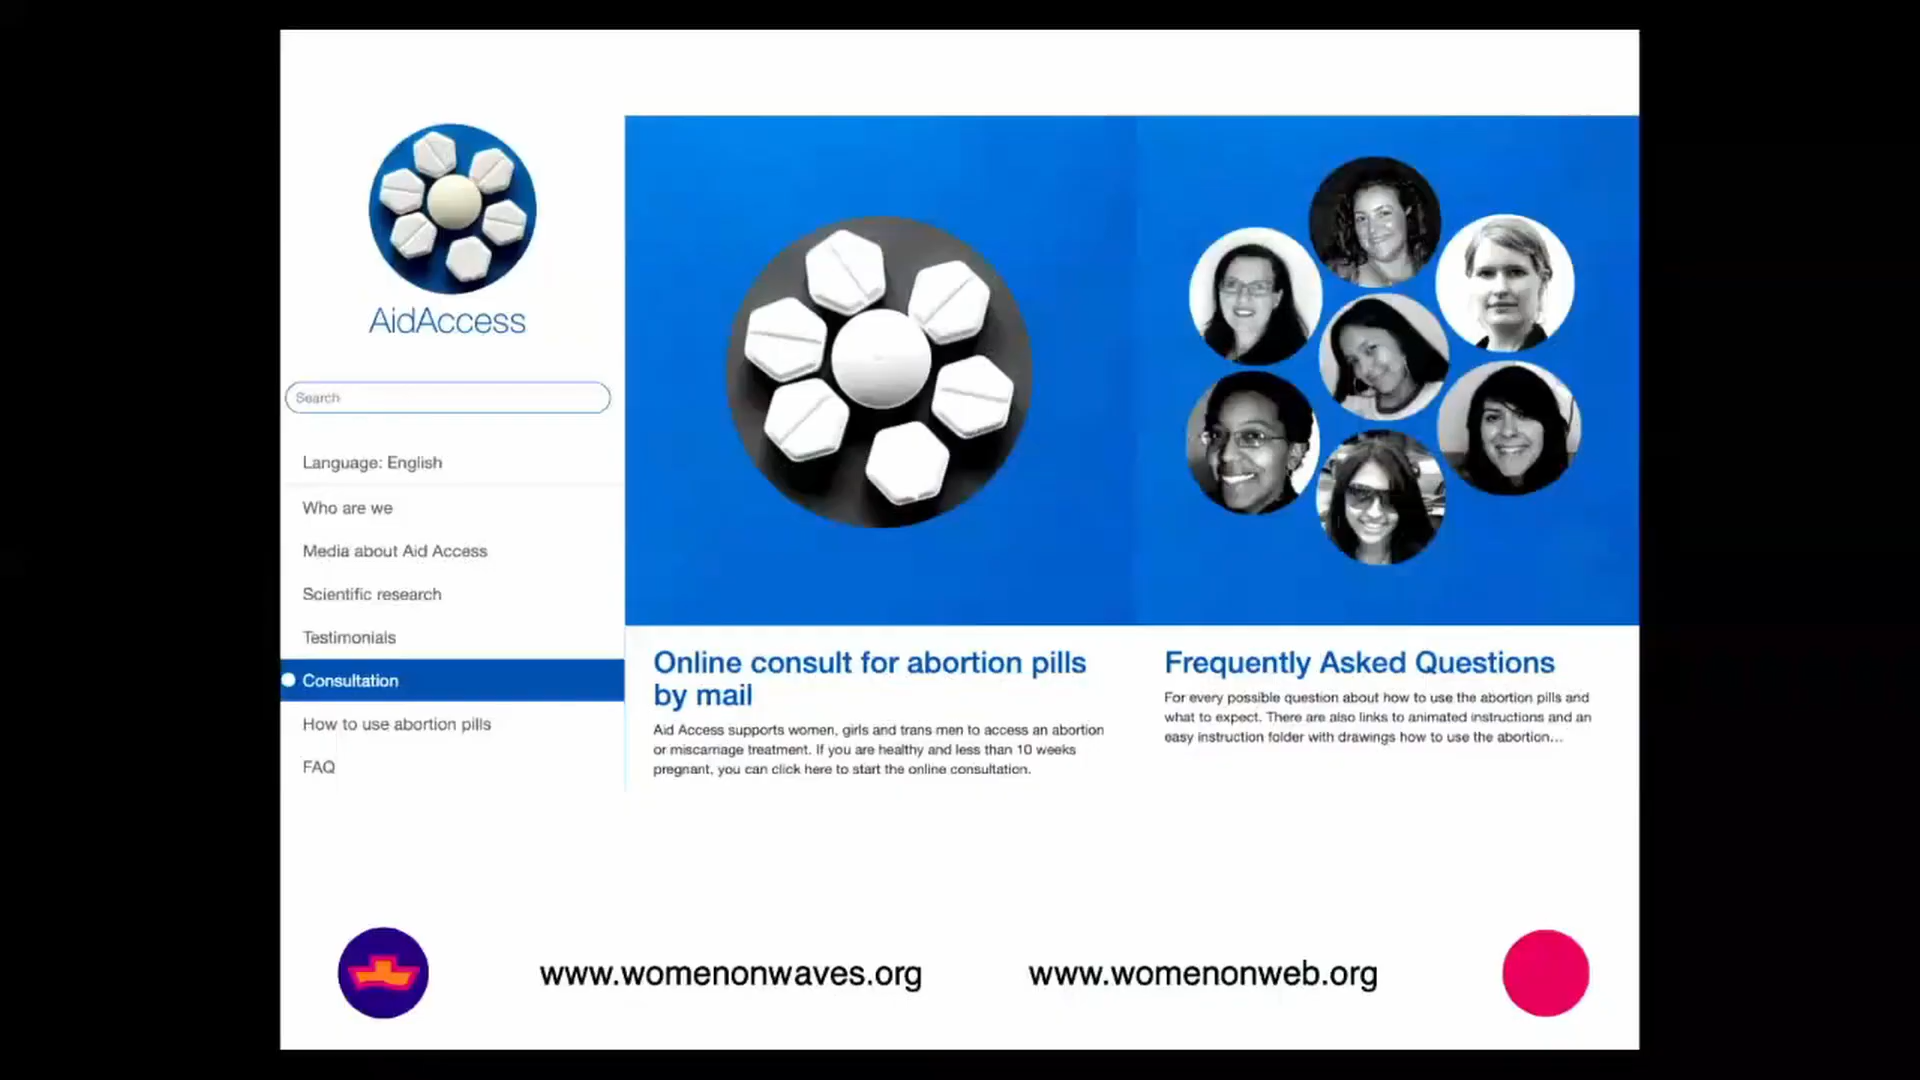 AidAccess
Search
Language: English
Who are we
Media about Aid Access
Scientific research
Testimonials
Consultation
How to use abortion pills
FAQ
Online consult for abortion pills
by mail
Aid Access supports women, girls and trans men to access an abortion
or miscarriage treatment. If you are healthy and less than 10 weeks
pregnant, you can click here to start the online consultation.
Frequently Asked Questions
For every possible question about how to use the abortion pills and
what to expect. There are also links to animated instructions and an
easy instruction folder with drawings how to use the abortion...
www.womenonwaves.org
www.womenonweb.org